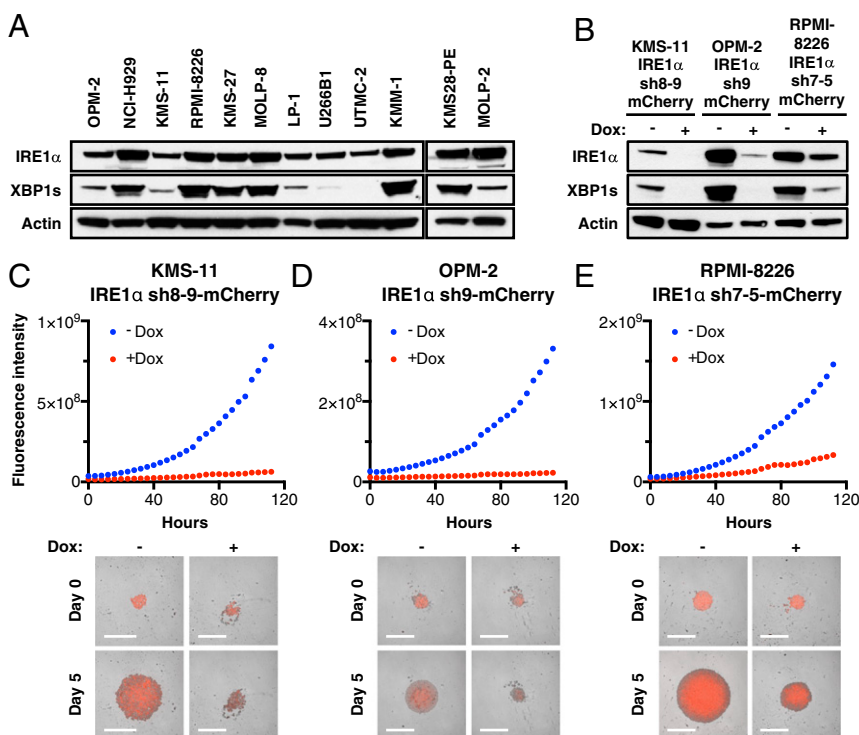 A
OPM-2
NCI-H929
KMS-11
RPMI-8226
KMS-27
MOLP-8
LP-1
U266B1
UTMC-2
KMM-1
KMS28-PE
MOLP-2
IRE1α
XBP1s
Actin
B
KMS-11
IRE1α
sh8-9
mCherry
OPM-2
IRE1α
sh9
mCherry
RPMI-
8226
IRE1α
sh7-5
mCherry
Dox: - + - + - +
IRE1α
XBP1s
Actin
C
KMS-11
IRE1α sh8-9-mCherry
Fluorescence intensity
1×10⁹
5×10⁸
0
- Dox
+Dox
0 40 80 120
Hours
Dox: - +
Day 0
Day 5
D
OPM-2
IRE1α sh9-mCherry
4×10⁸
2×10⁸
0
- Dox
+Dox
0 40 80 120
Hours
Dox: - +
Day 0
Day 5
E
RPMI-8226
IRE1α sh7-5-mCherry
2×10⁹
1×10⁹
0
- Dox
+Dox
0 40 80 120
Hours
Dox: - +
Day 0
Day 5